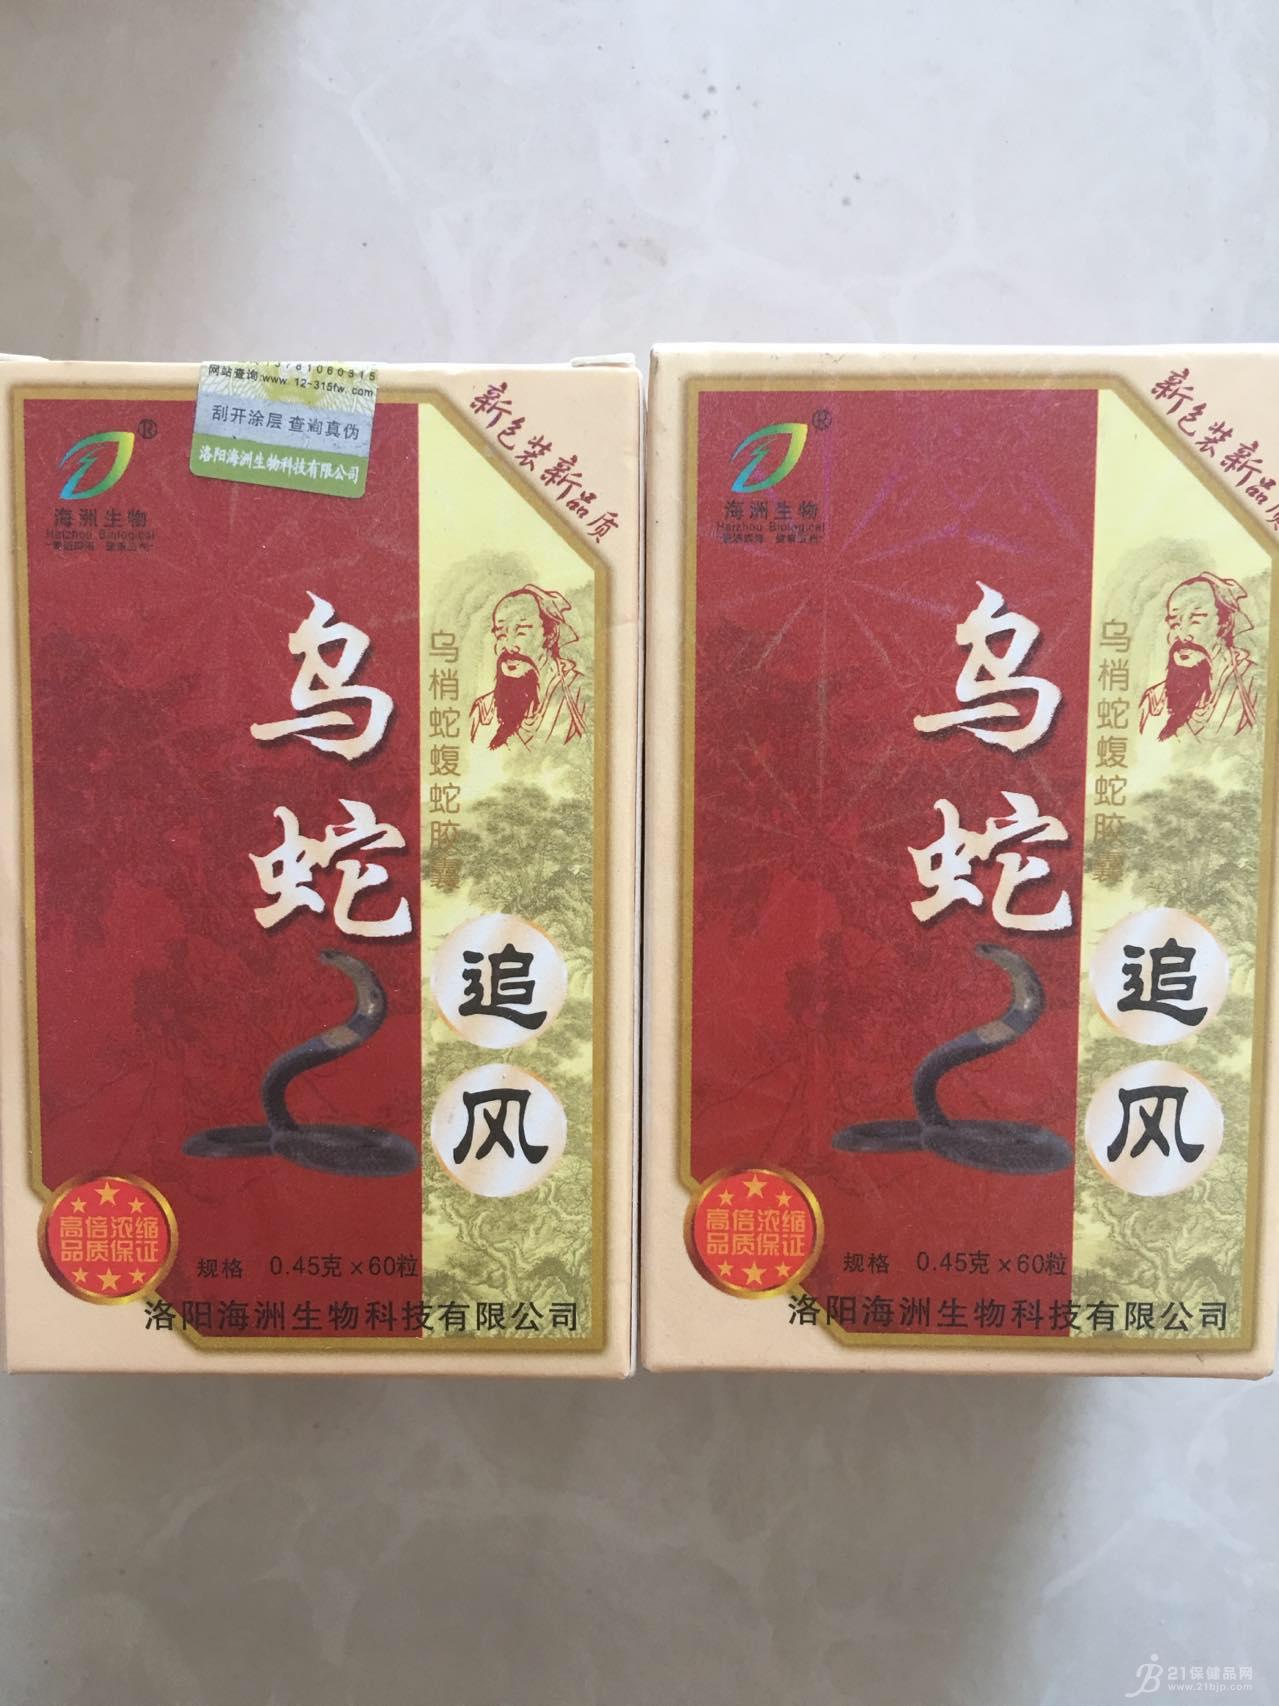 3781060315
网站查询:www.12-315fw.com
刮开涂层 查询真伪
洛阳海洲生物科技有限公司
®
海洲生物
Haizhou Biological
新包装新品质
乌梢蛇蝮蛇胶囊
乌蛇
追风
高倍浓缩
品质保证
规格 0.45克×60粒
洛阳海洲生物科技有限公司
®
海洲生物
Haizhou Biological
新包装新品质
乌梢蛇蝮蛇胶囊
乌蛇
追风
高倍浓缩
品质保证
规格 0.45克×60粒
洛阳海洲生物科技有限公司
21保健品网
www.21bjp.com